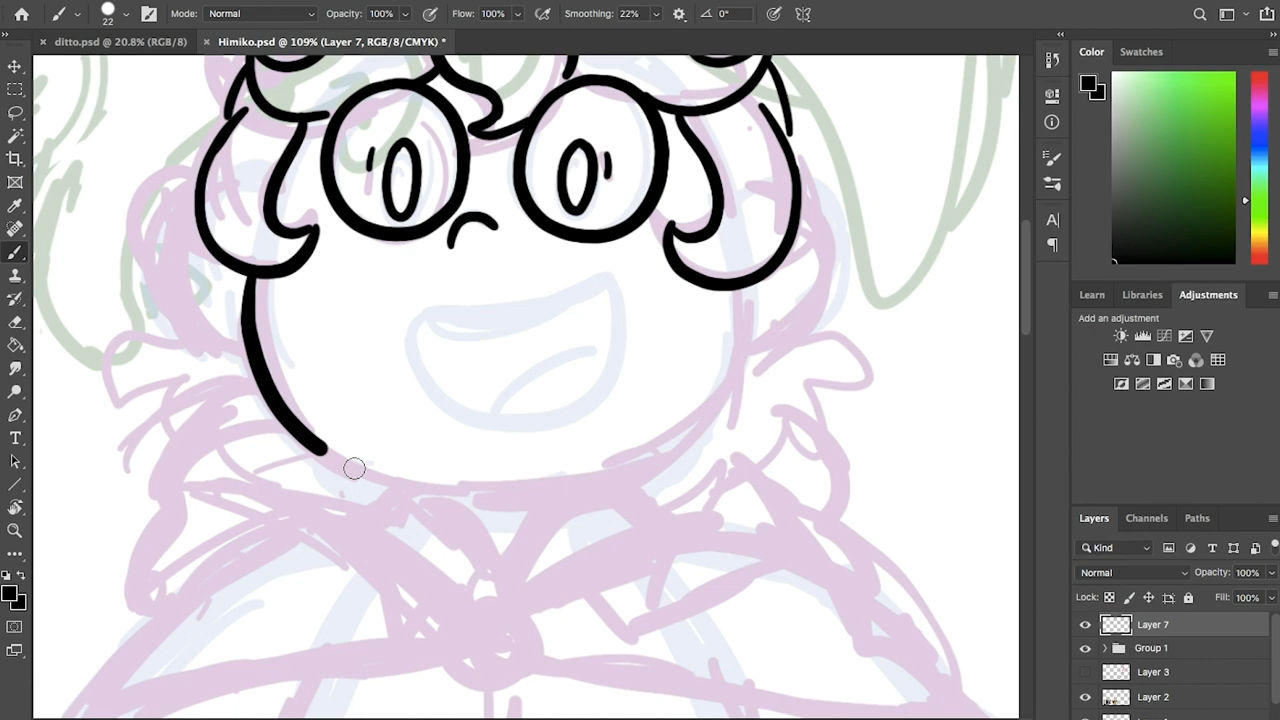 22 Mode: Normal Opacity: 100% Flow: 100% Smoothing: 22% 0°
ditto.psd @ 20.8% (RGB/8) Himiko.psd @ 109% (Layer 7, RGB/8/CMYK) *
Color Swatches
Learn Libraries Adjustments
Add an adjustment
Layers Channels Paths
Kind
Normal Opacity: 100%
Lock: Fill: 100%
Layer 7
Group 1
Layer 3
Layer 2